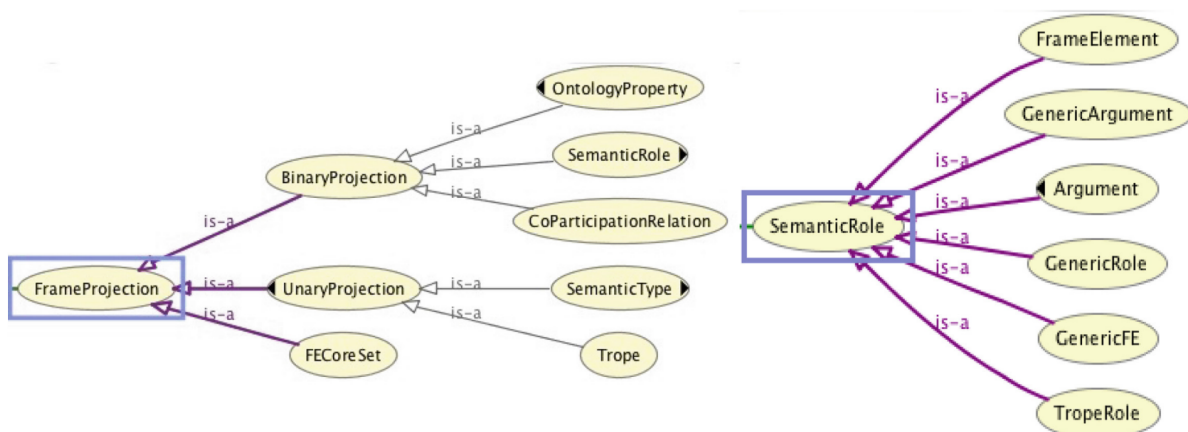 OntologyProperty
is-a
SemanticRole
is-a
BinaryProjection
is-a
CoParticipationRelation
is-a
FrameProjection
is-a
UnaryProjection
is-a
SemanticType
is-a
is-a
FECoreSet
Trope
FrameElement
is-a
GenericArgument
is-a
Argument
is-a
SemanticRole
is-a
GenericRole
is-a
GenericFE
is-a
TropeRole